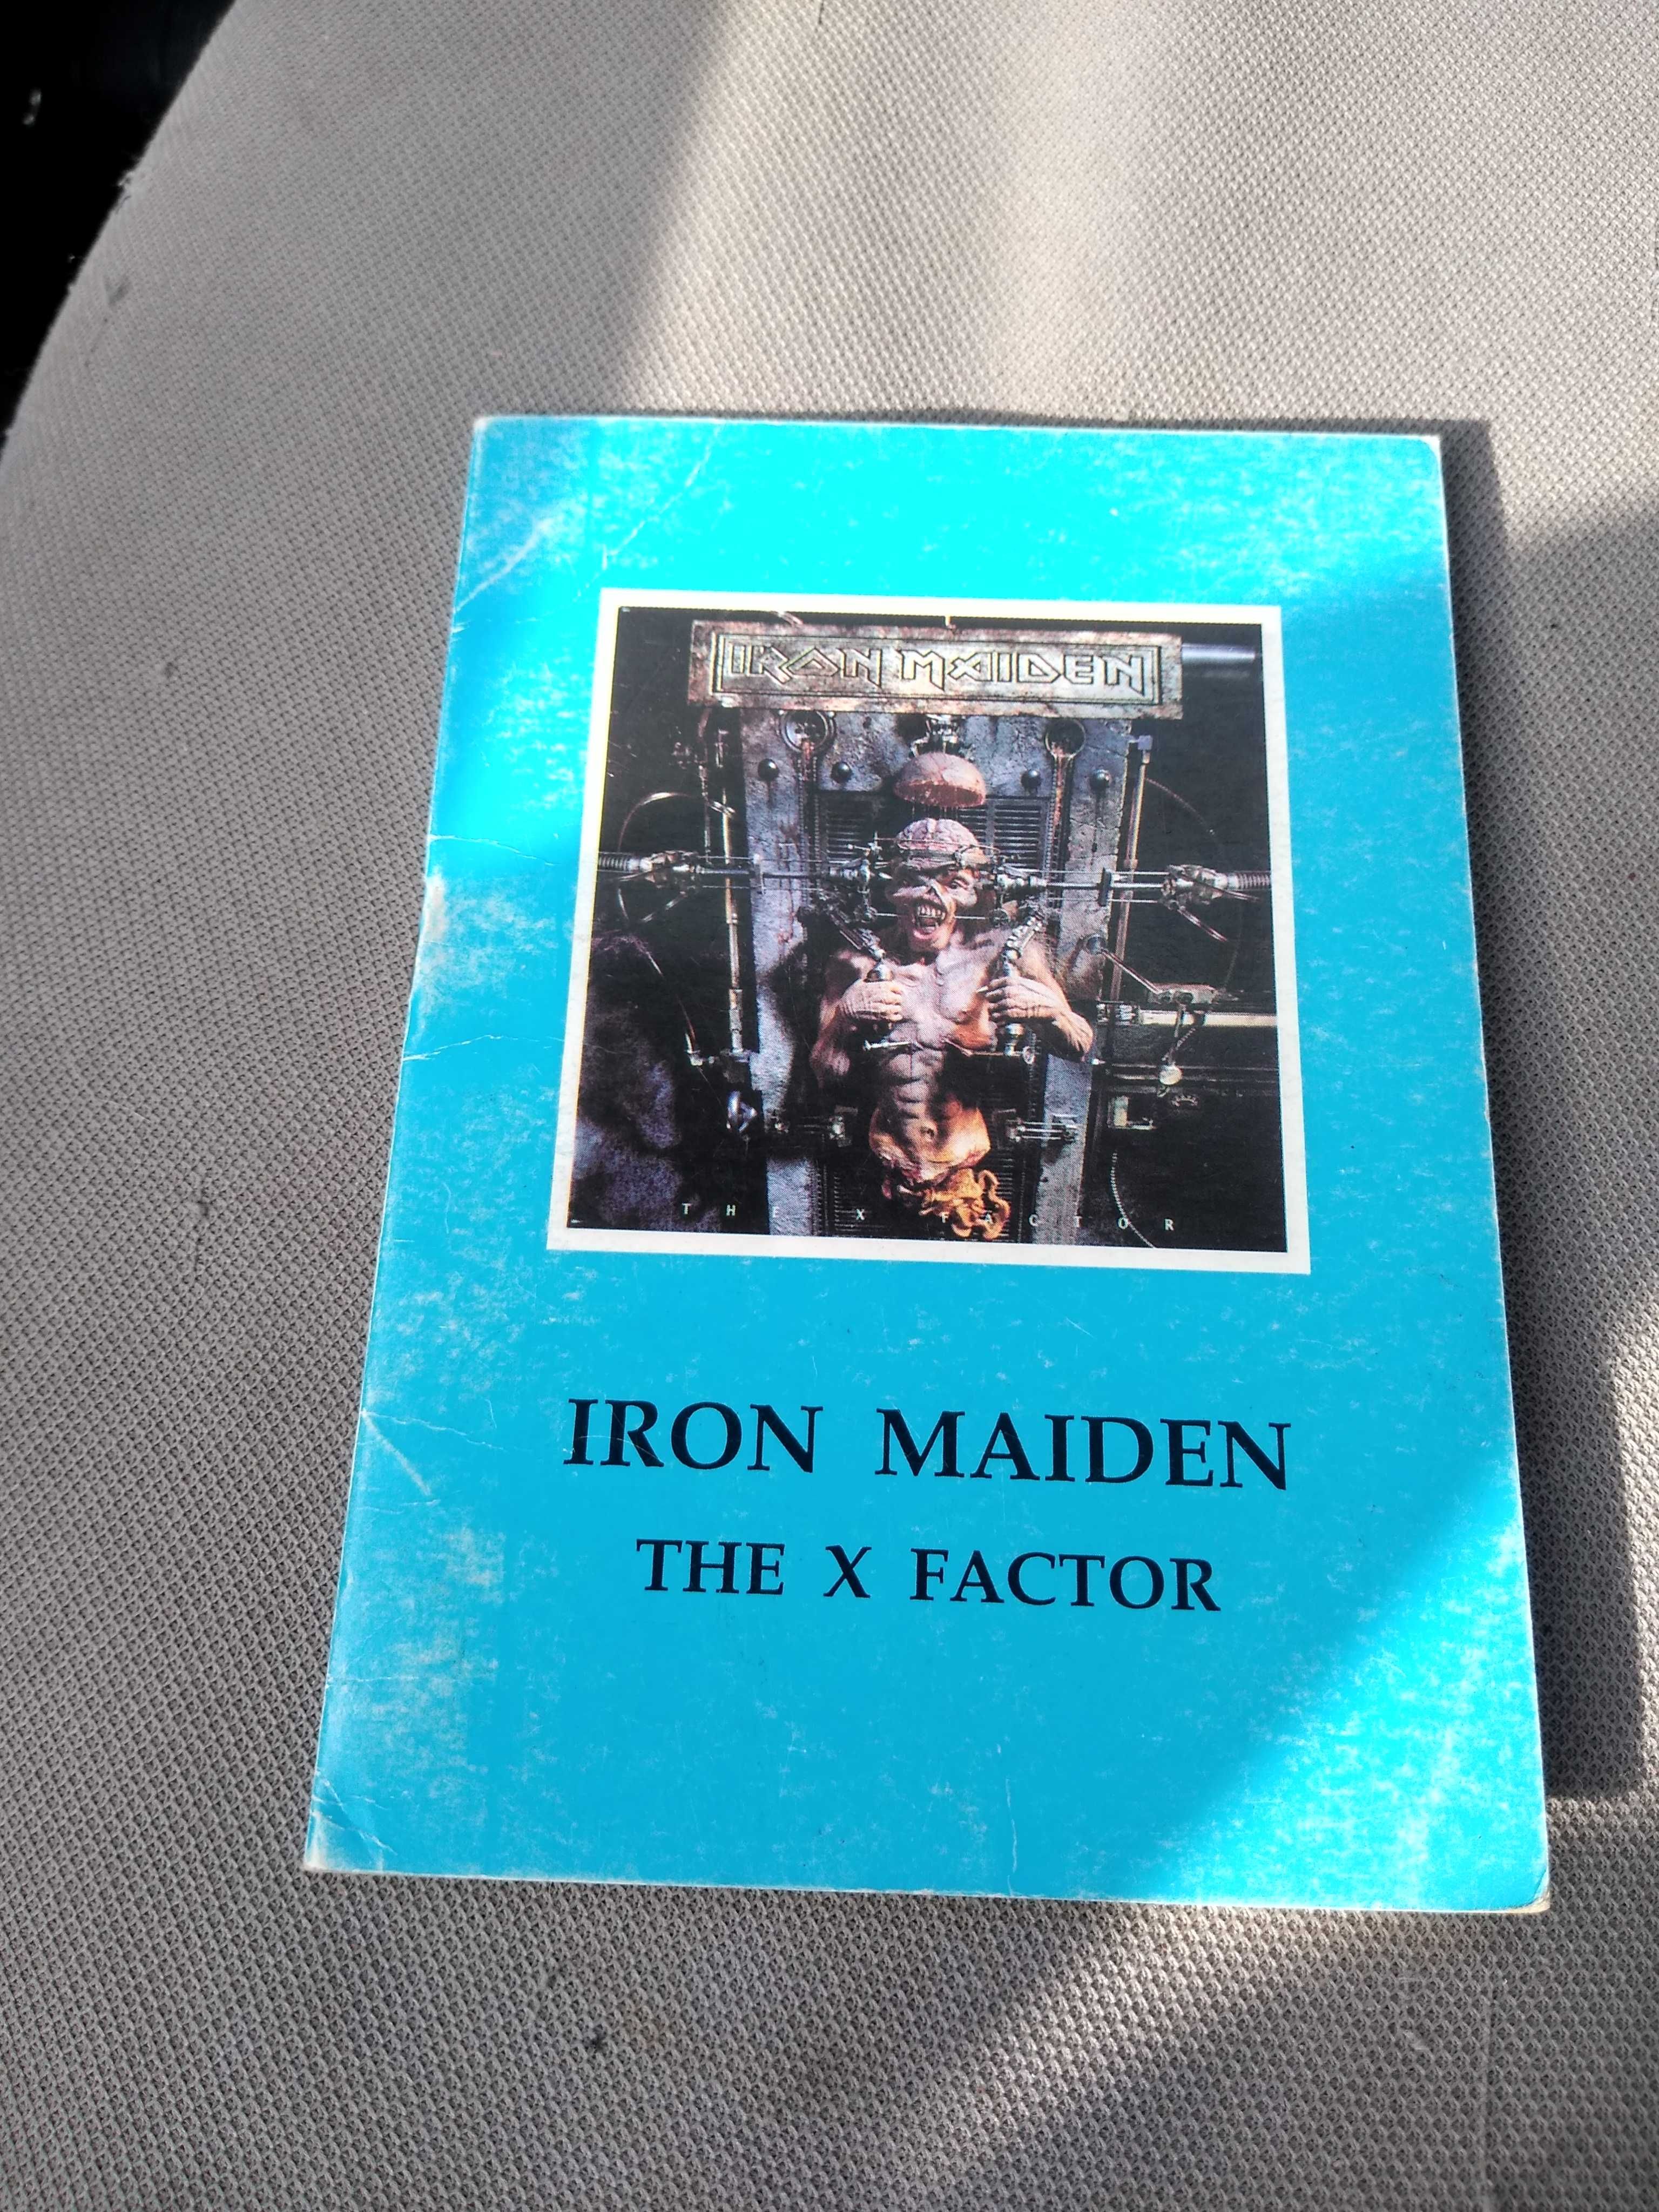 IRON MAIDEN
THE X FACTOR
IRON MAIDEN
THE X FACTOR